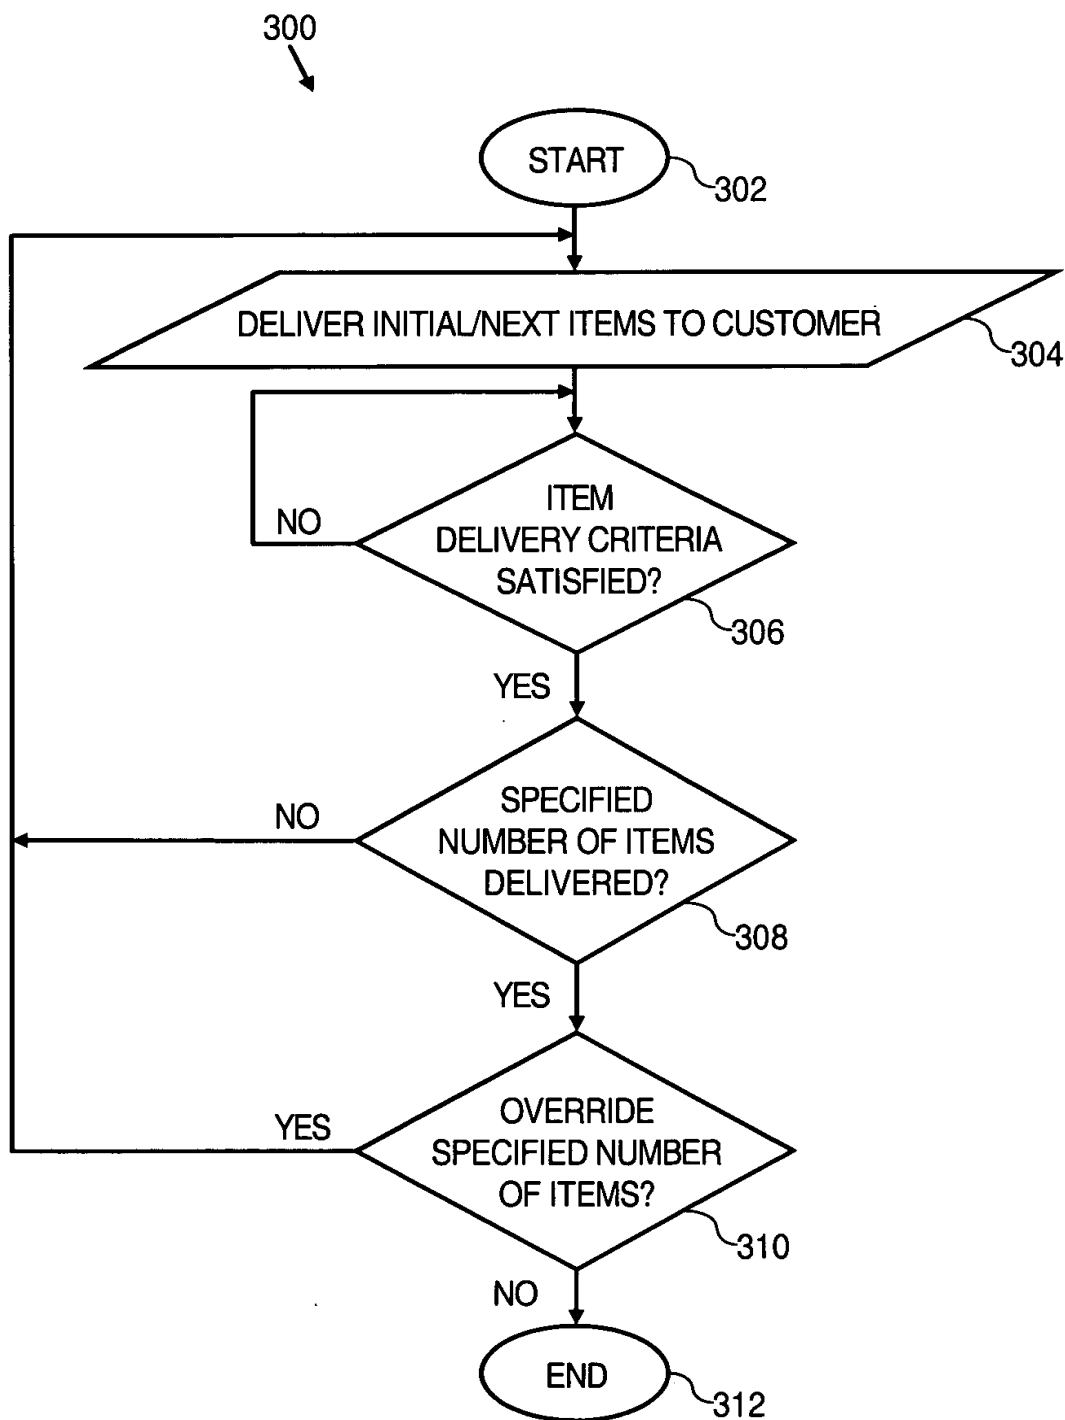 300
START
302
DELIVER INITIAL/NEXT ITEMS TO CUSTOMER
304
ITEM
DELIVERY CRITERIA
SATISFIED?
NO
306
YES
SPECIFIED
NUMBER OF ITEMS
DELIVERED?
NO
308
YES
OVERRIDE
SPECIFIED NUMBER
OF ITEMS?
YES
310
NO
END
312